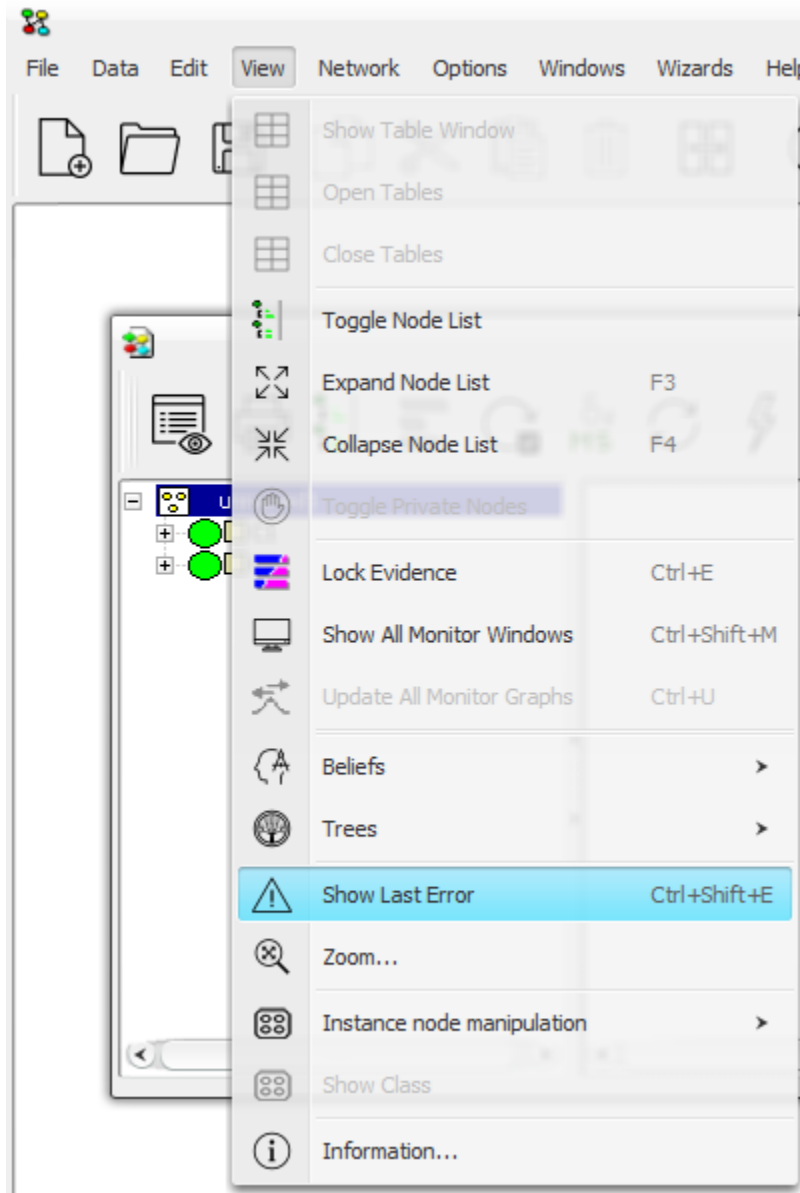 File Data Edit View Network Options Windows Wizards Help
Show Table Window
Open Tables
Close Tables
Toggle Node List
Expand Node List F3
Collapse Node List F4
Toggle Private Nodes
Lock Evidence Ctrl+E
Show All Monitor Windows Ctrl+Shift+M
Update All Monitor Graphs Ctrl+U
Beliefs
Trees
Show Last Error Ctrl+Shift+E
Zoom...
Instance node manipulation
Show Class
Information...